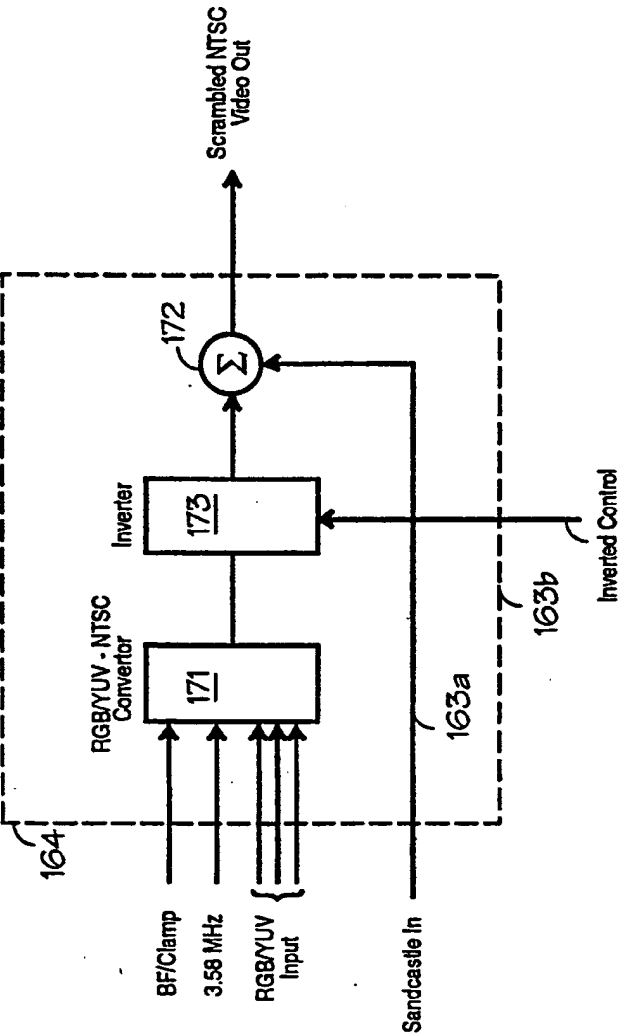 Scrambled NTSC
Video Out
172
Σ
Inverter
173
RGB/YUV - NTSC
Convertor
171
164
BF/Clamp
3.58 MHz
RGB/YUV
Input
Sandcastle In
163a
163b
Inverted Control